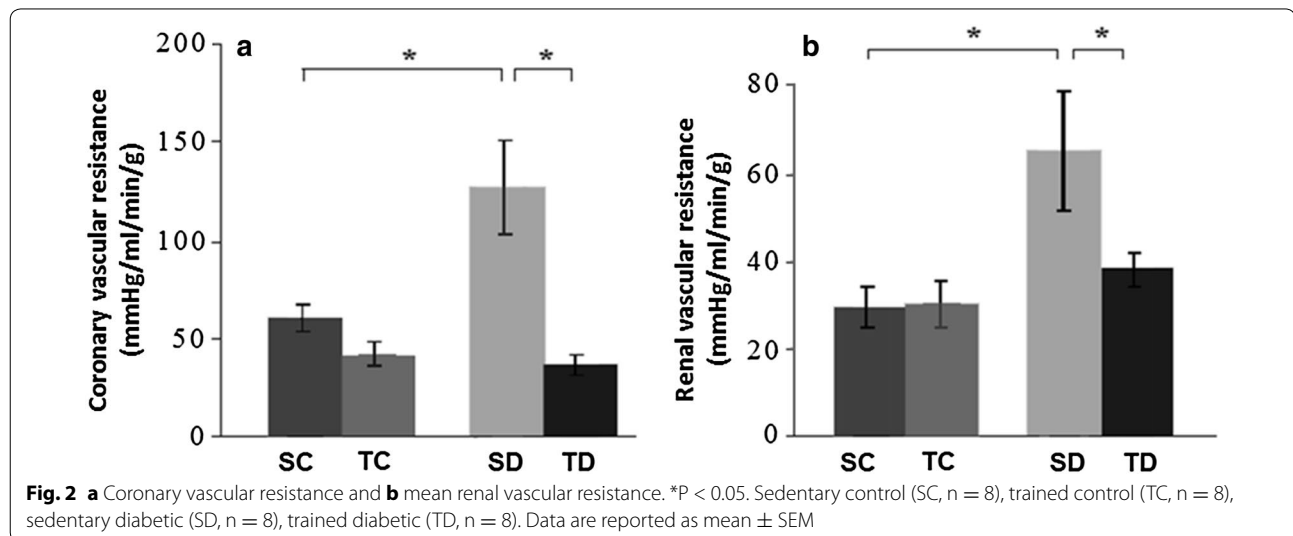 a
b
Coronary vascular resistance
(mmHg/ml/min/g)
200
150
100
50
0
*
*
SC
TC
SD
TD
Renal vascular resistance
(mmHg/ml/min/g)
80
60
40
20
0
*
*
SC
TC
SD
TD
Fig. 2 a Coronary vascular resistance and b mean renal vascular resistance. *P < 0.05. Sedentary control (SC, n = 8), trained control (TC, n = 8),
sedentary diabetic (SD, n = 8), trained diabetic (TD, n = 8). Data are reported as mean ± SEM